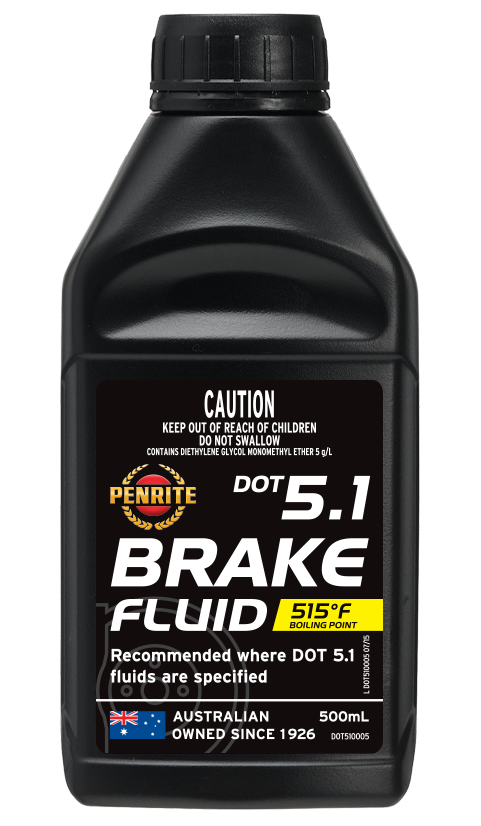 CAUTION
KEEP OUT OF REACH OF CHILDREN
DO NOT SWALLOW
CONTAINS DIETHYLENE GLYCOL MONOMETHYL ETHER 5 g/L
PENRITE
DOT 5.1
BRAKE
FLUID
515°F
BOILING POINT
Recommended where DOT 5.1
fluids are specified
L DOT510005 07/15
AUSTRALIAN
OWNED SINCE 1926
500mL
DOT510005